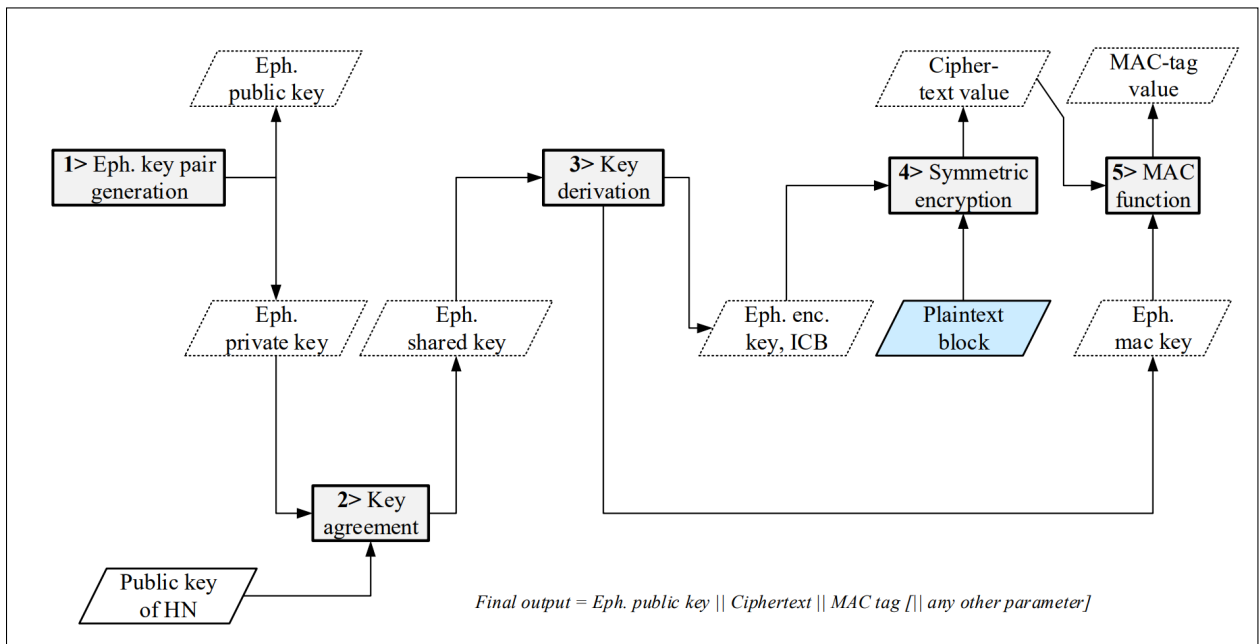 Eph.
public key
Cipher-
text value
MAC-tag
value
1> Eph. key pair
generation
3> Key
derivation
4> Symmetric
encryption
5> MAC
function
Eph.
private key
Eph.
shared key
Eph. enc.
key, ICB
Plaintext
block
Eph.
mac key
2> Key
agreement
Public key
of HN
Final output = Eph. public key || Ciphertext || MAC tag [|| any other parameter]